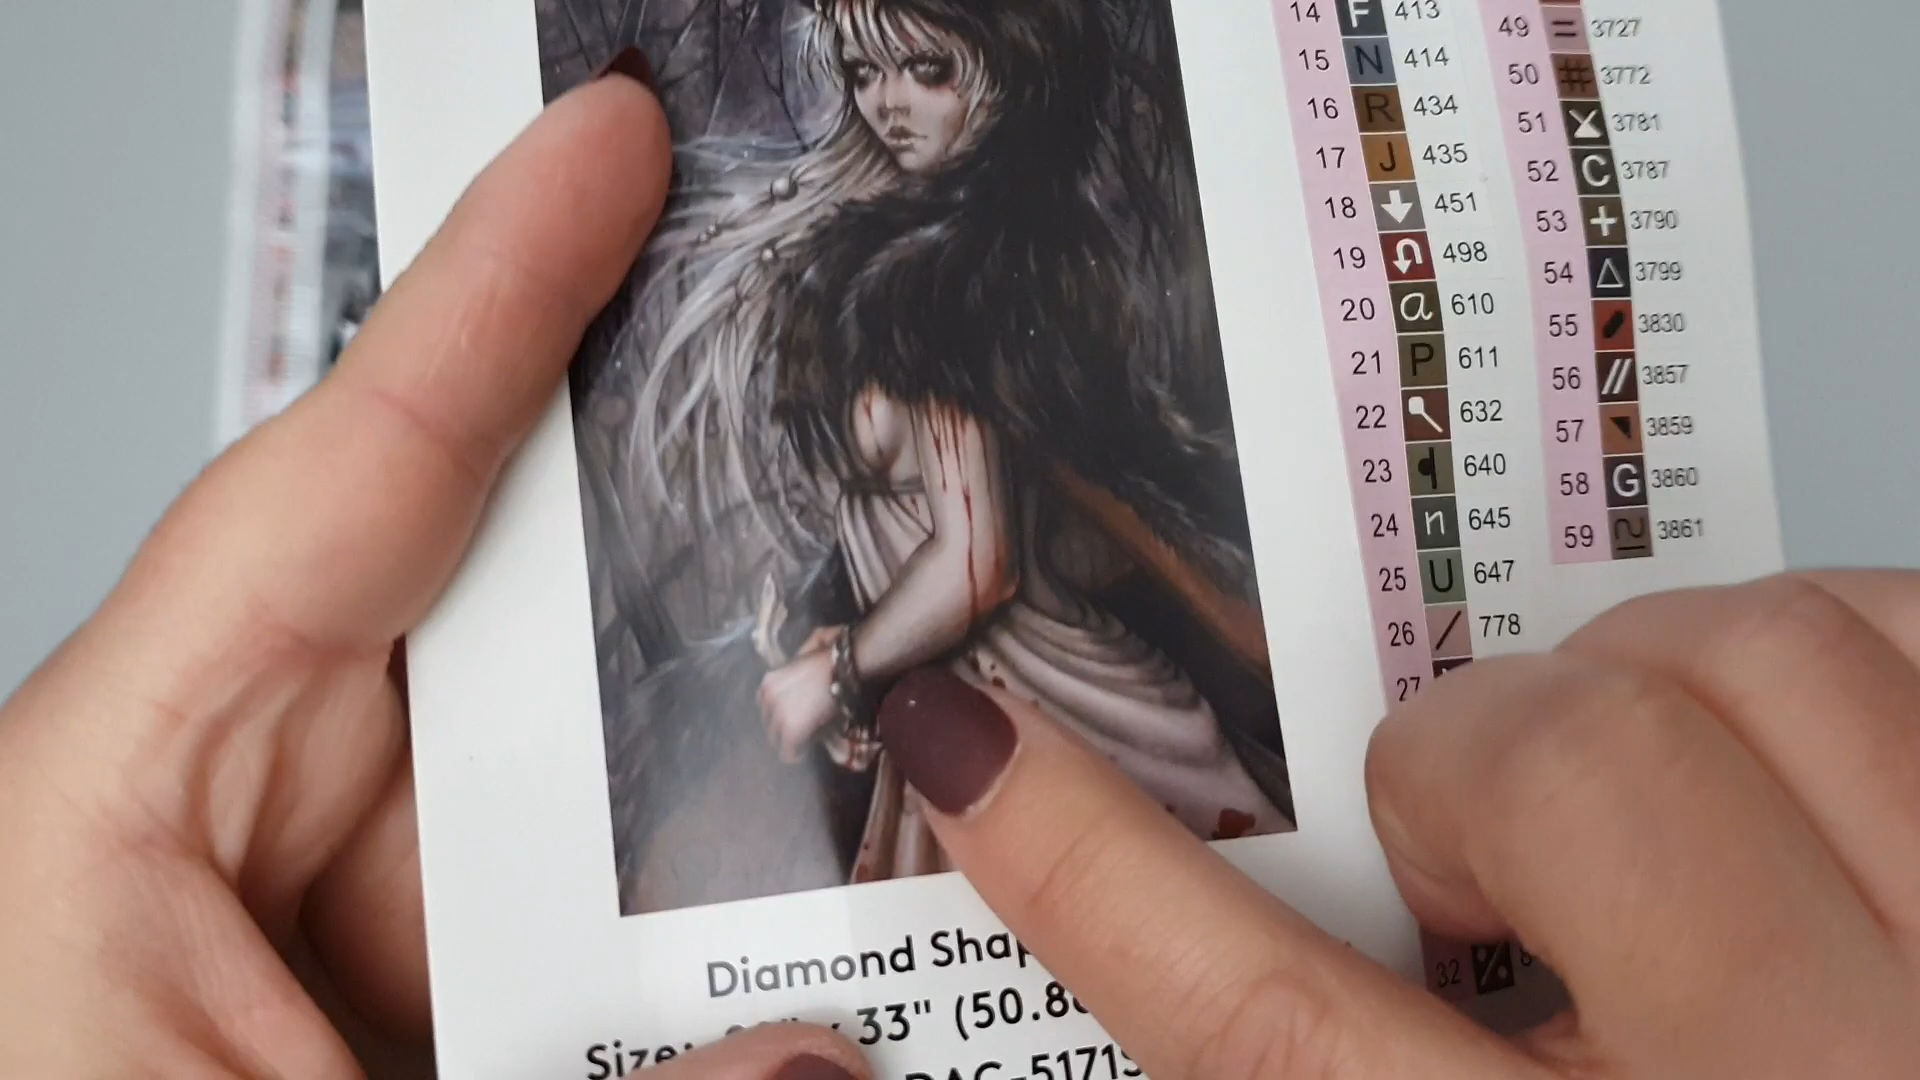 14 F 413
15 N 414
16 R 434
17 J 435
18 451
19 498
20 a 610
21 P 611
22 632
23 640
24 n 645
25 U 647
26 / 778
27
32 %
49 = 3727
50 # 3772
51 3781
52 C 3787
53 + 3790
54 △ 3799
55 3830
56 // 3857
57 3859
58 G 3860
59 3861
Diamond
Size: 33" (50.8